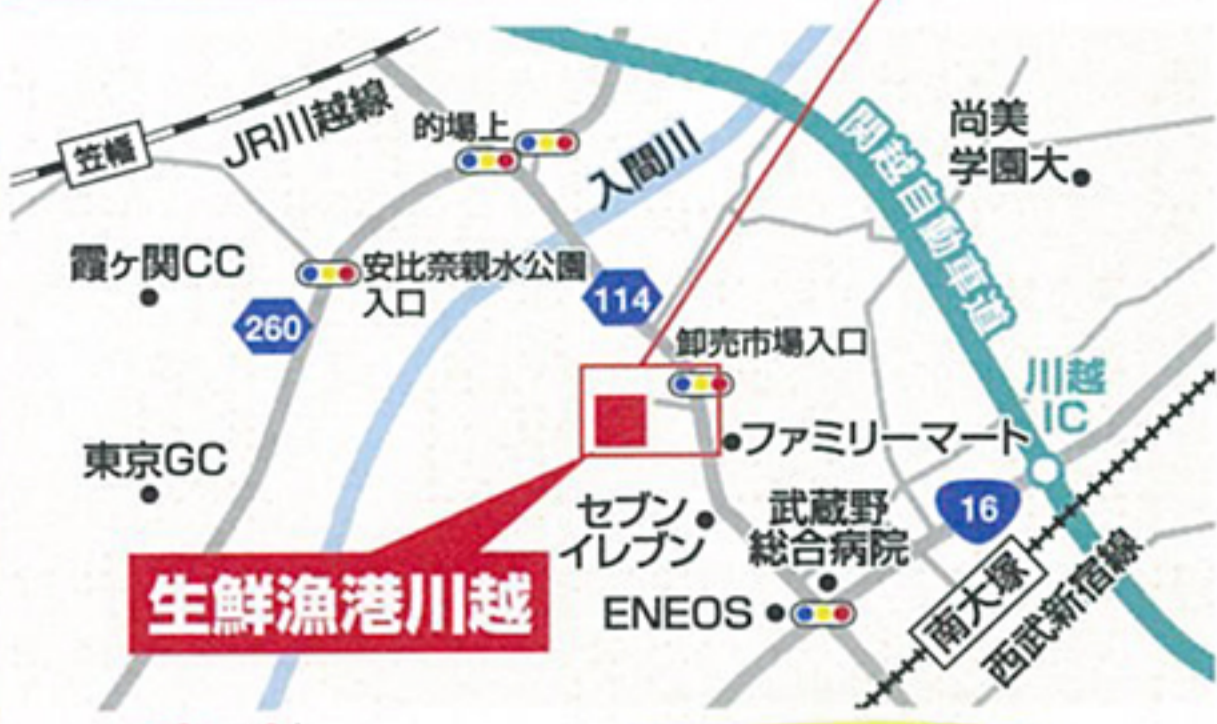 JR川越線
笠幡
的場上
入間川
関越自動車道
尚美
学園大
霞ヶ関CC
安比奈親水公園
入口
260
114
卸売市場入口
川越
IC
ファミリーマート
東京GC
セブン
イレブン
武蔵野
総合病院
16
生鮮漁港川越
ENEOS
南大塚
西武新宿線